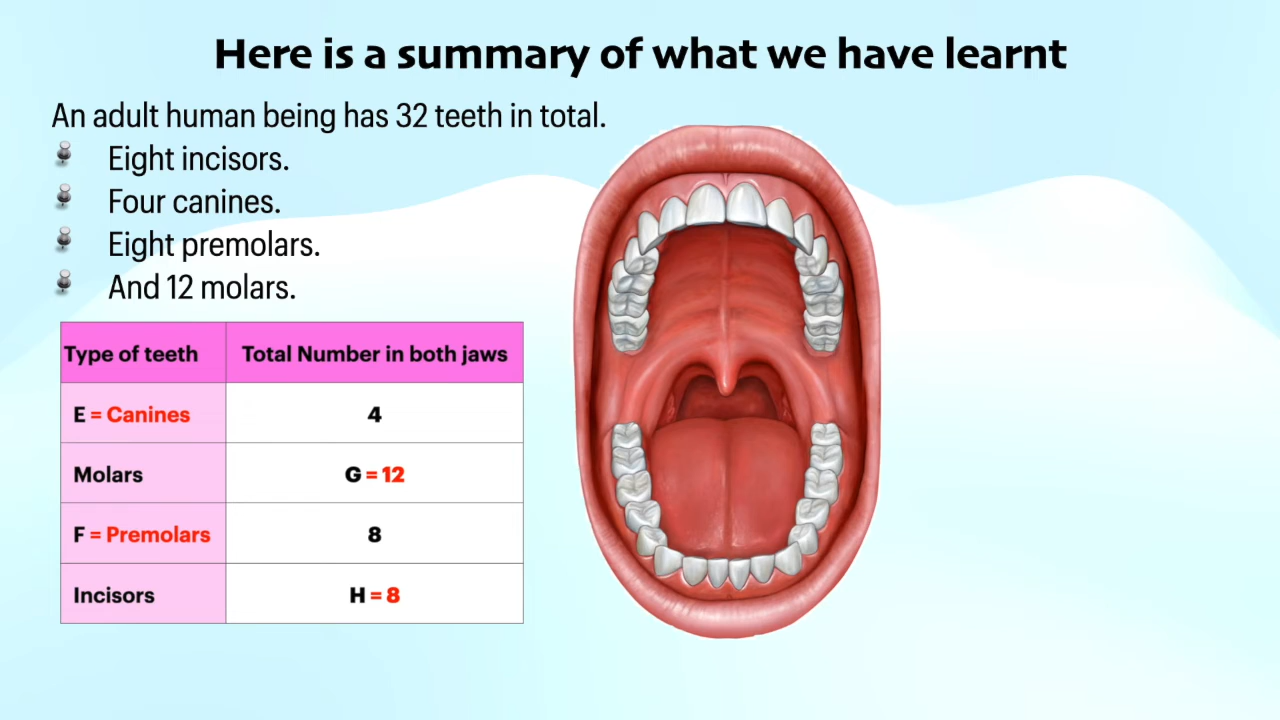 Here is a summary of what we have learnt
An adult human being has 32 teeth in total.
Eight incisors.
Four canines.
Eight premolars.
And 12 molars.
Type of teeth Total Number in both jaws
E = Canines 4
Molars G = 12
F = Premolars 8
Incisors H = 8